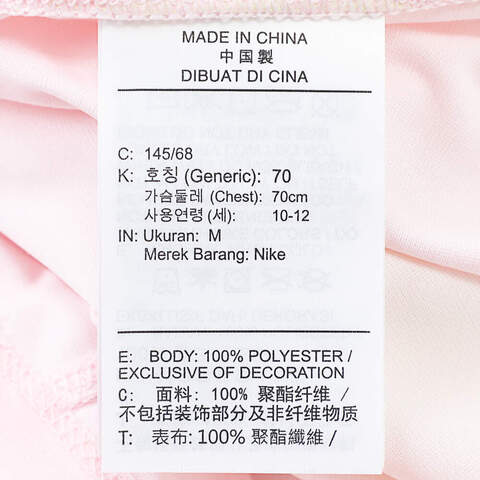 MADE IN CHINA
中 国 製
DIBUAT DI CINA
C: 145/68
K: 호칭 (Generic): 70
가슴둘레 (Chest): 70cm
사용연령 (세): 10-12
IN: Ukuran: M
Merek Barang: Nike
E: BODY: 100% POLYESTER /
EXCLUSIVE OF DECORATION
C: 面料: 100% 聚酯纤维 /
不包括装饰部分及非纤维物质
T: 表布: 100% 聚酯纖維 /